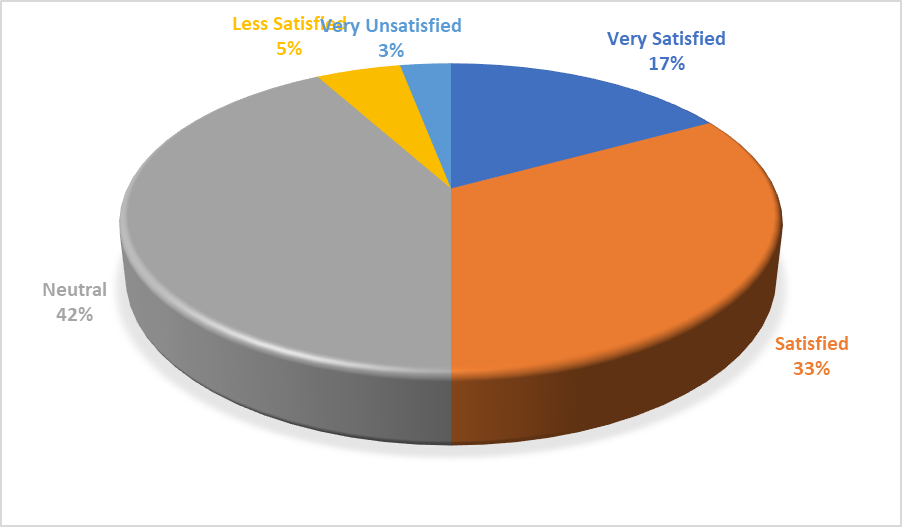 Less Satisfied
5%
Very Unsatisfied
3%
Very Satisfied
17%
Neutral
42%
Satisfied
33%